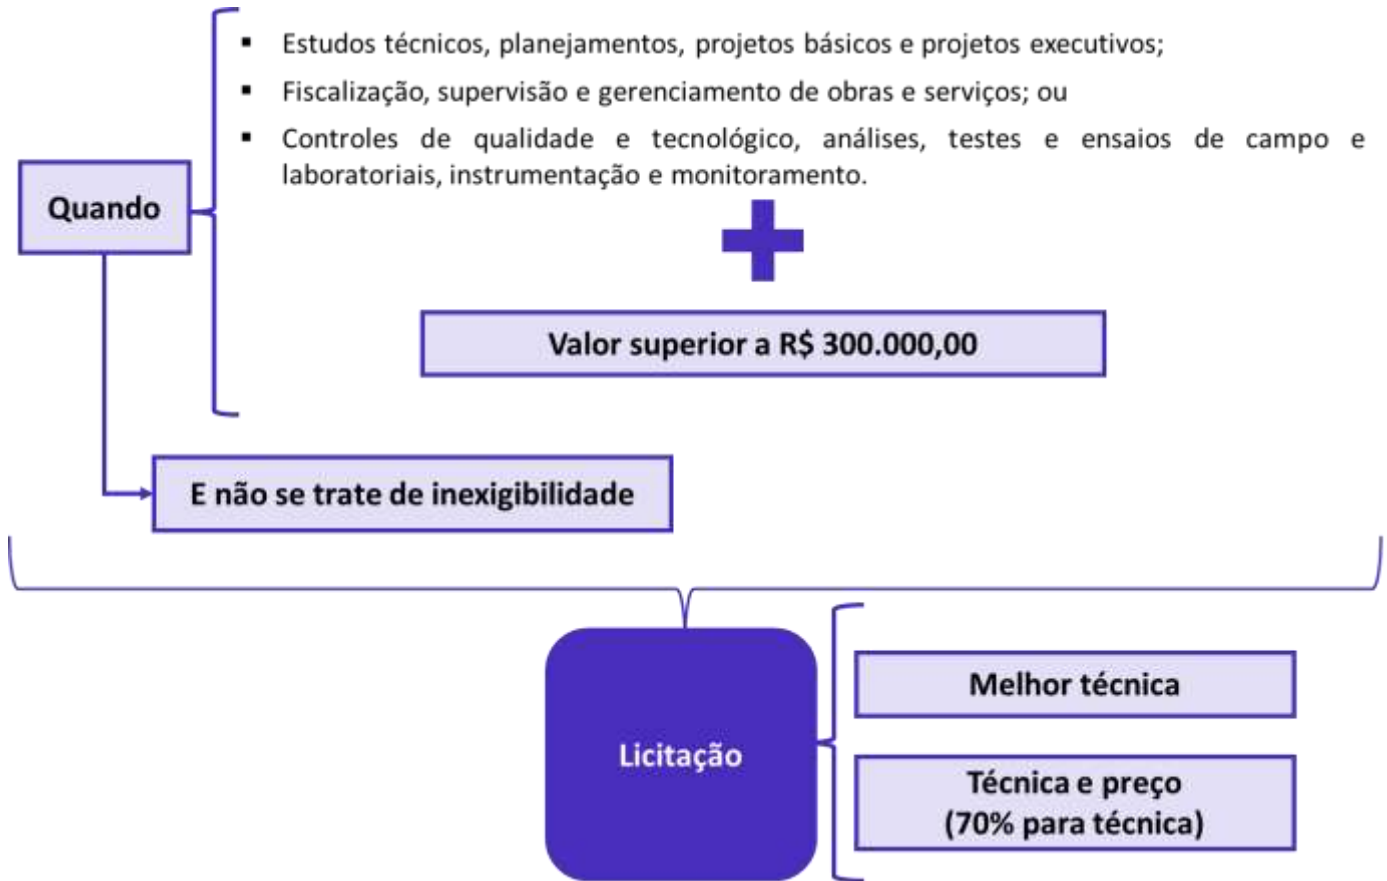 ▪ Estudos técnicos, planejamentos, projetos básicos e projetos executivos;
▪ Fiscalização, supervisão e gerenciamento de obras e serviços; ou
▪ Controles de qualidade e tecnológico, análises, testes e ensaios de campo e
laboratoriais, instrumentação e monitoramento.
Quando
Valor superior a R$ 300.000,00
E não se trate de inexigibilidade
Licitação
Melhor técnica
Técnica e preço
(70% para técnica)